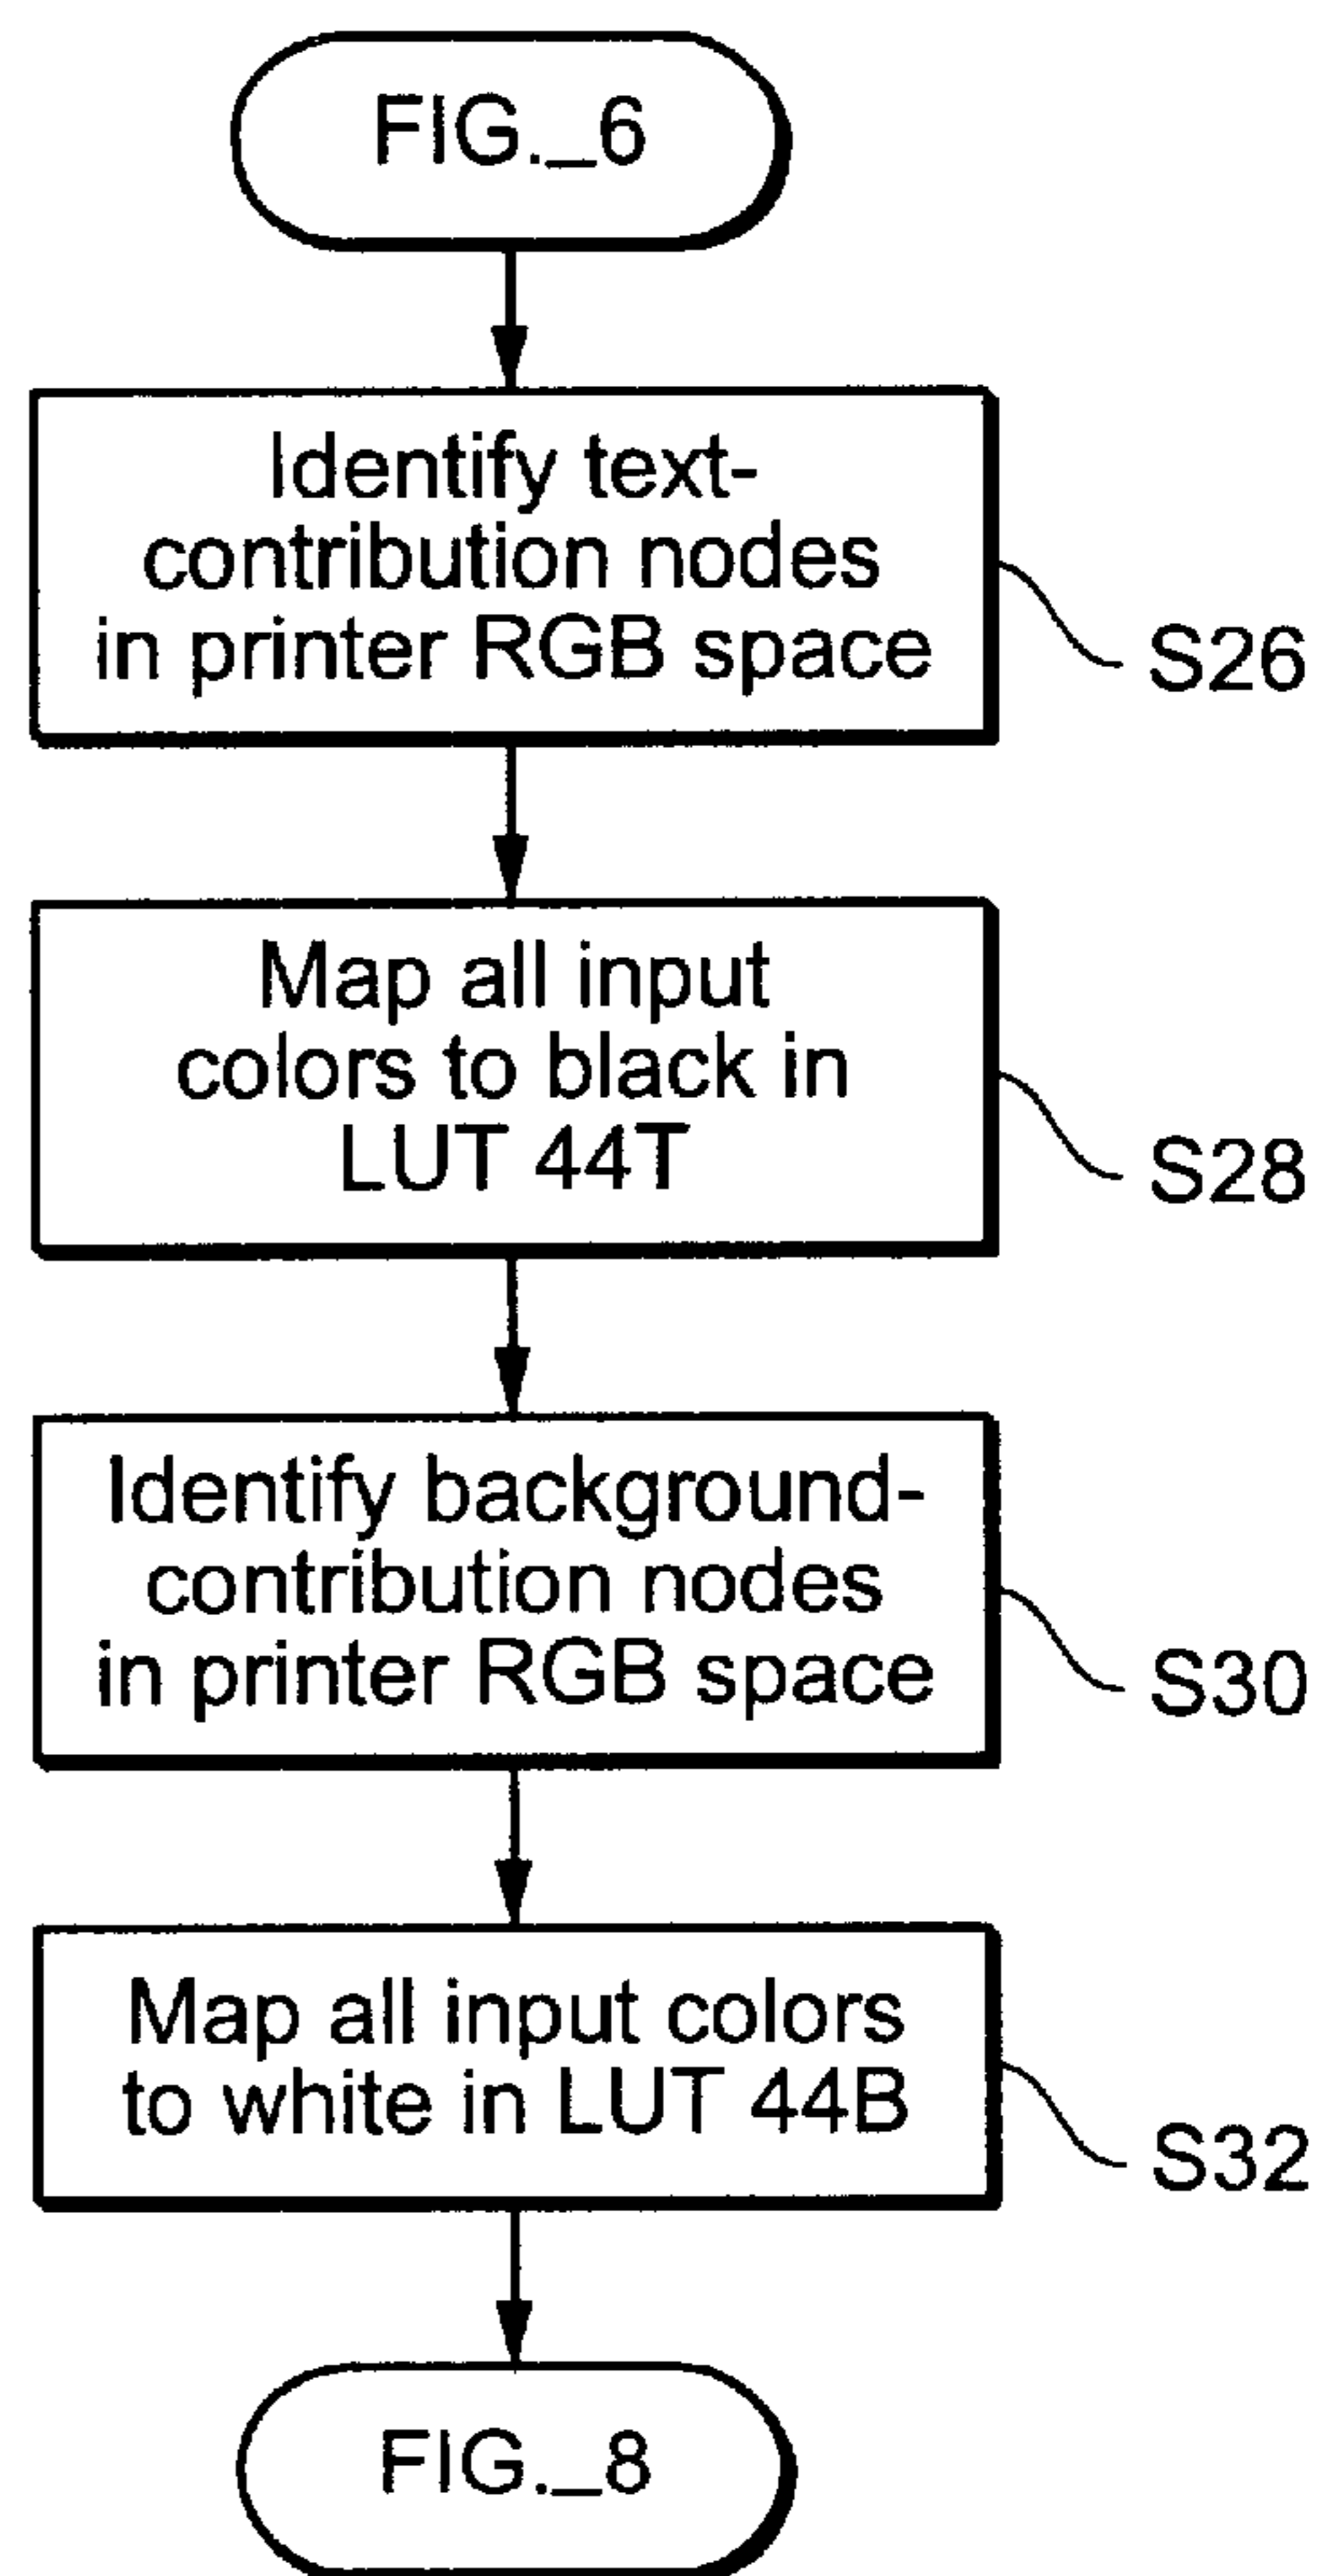 FIG._6
Identify text-
contribution nodes
in printer RGB space
S26
Map all input
colors to black in
LUT 44T
S28
Identify background-
contribution nodes
in printer RGB space
S30
Map all input colors
to white in LUT 44B
S32
FIG._8